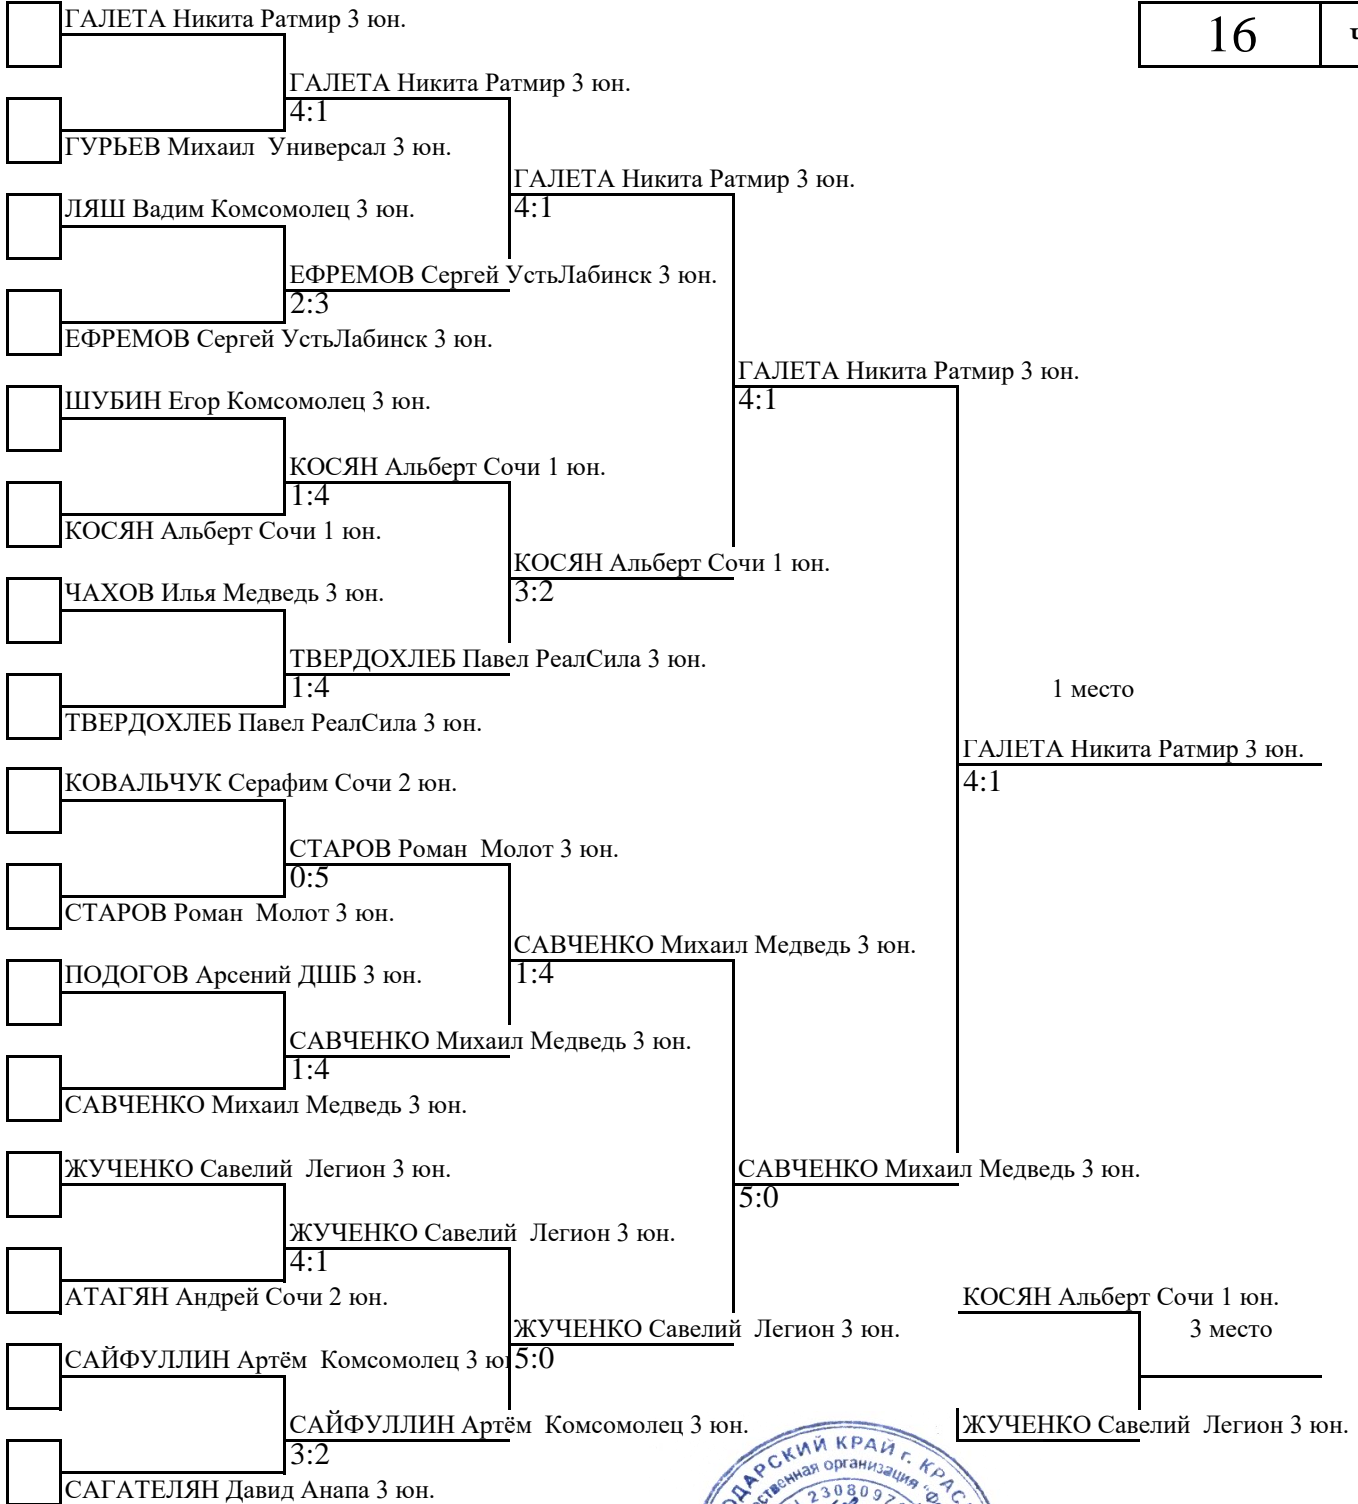 ГАЛЕТА Никита Ратмир 3 юн.
16
ГАЛЕТА Никита Ратмир 3 юн.
4:1
ГУРЬЕВ Михаил  Универсал 3 юн.
ГАЛЕТА Никита Ратмир 3 юн.
4:1
ЛЯШ Вадим Комсомолец 3 юн.
ЕФРЕМОВ Сергей УстьЛабинск 3 юн.
2:3
ЕФРЕМОВ Сергей УстьЛабинск 3 юн.
ГАЛЕТА Никита Ратмир 3 юн.
4:1
ШУБИН Егор Комсомолец 3 юн.
КОСЯН Альберт Сочи 1 юн.
1:4
КОСЯН Альберт Сочи 1 юн.
КОСЯН Альберт Сочи 1 юн.
3:2
ЧАХОВ Илья Медведь 3 юн.
ТВЕРДОХЛЕБ Павел РеалСила 3 юн.
1:4
1 место
ТВЕРДОХЛЕБ Павел РеалСила 3 юн.
ГАЛЕТА Никита Ратмир 3 юн.
4:1
КОВАЛЬЧУК Серафим Сочи 2 юн.
СТАРОВ Роман  Молот 3 юн.
0:5
СТАРОВ Роман  Молот 3 юн.
САВЧЕНКО Михаил Медведь 3 юн.
1:4
ПОДОГОВ Арсений ДШБ 3 юн.
САВЧЕНКО Михаил Медведь 3 юн.
1:4
САВЧЕНКО Михаил Медведь 3 юн.
ЖУЧЕНКО Савелий  Легион 3 юн.
САВЧЕНКО Михаил Медведь 3 юн.
5:0
ЖУЧЕНКО Савелий  Легион 3 юн.
4:1
АТАГЯН Андрей Сочи 2 юн.
КОСЯН Альберт Сочи 1 юн.
ЖУЧЕНКО Савелий  Легион 3 юн.
3 место
5:0
САЙФУЛЛИН Артём  Комсомолец 3 юн
САЙФУЛЛИН Артём  Комсомолец 3 юн.
3:2
ЖУЧЕНКО Савелий  Легион 3 юн.
САГАТЕЛЯН Давид Анапа 3 юн.
КРАЙ г.
организация